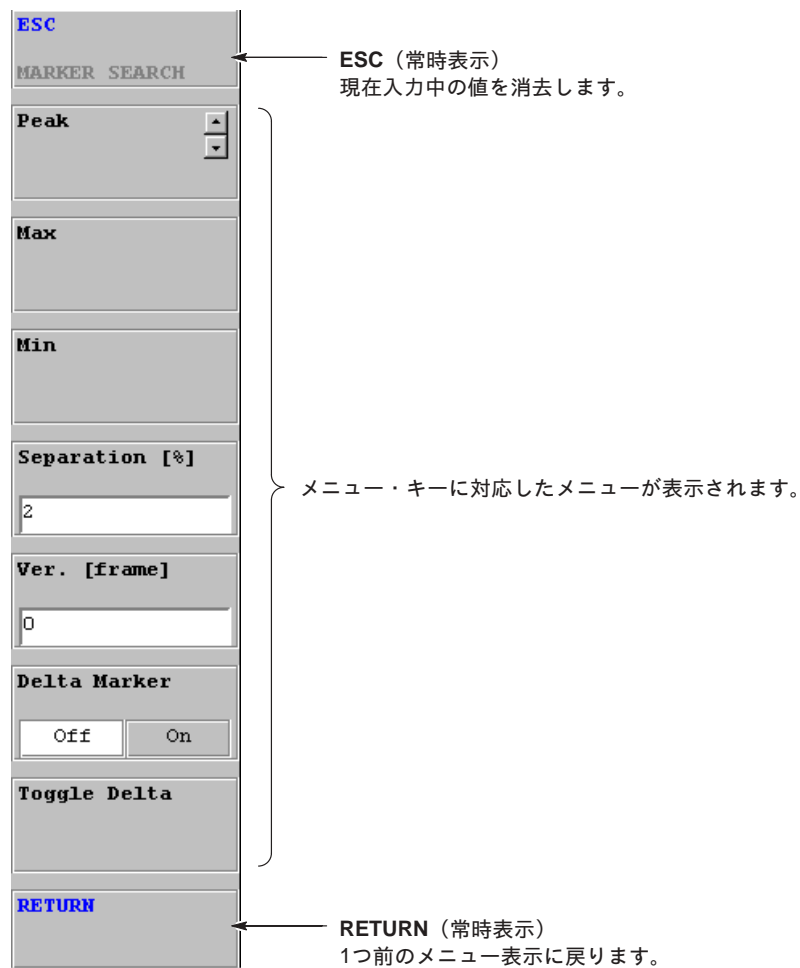 ESC
MARKER SEARCH
ESC（常時表示）
現在入力中の値を消去します。
Peak
Max
Min
Separation [%]
2
メニュー・キーに対応したメニューが表示されます。
Ver. [frame]
0
Delta Marker
Off On
Toggle Delta
RETURN
RETURN（常時表示）
1つ前のメニュー表示に戻ります。